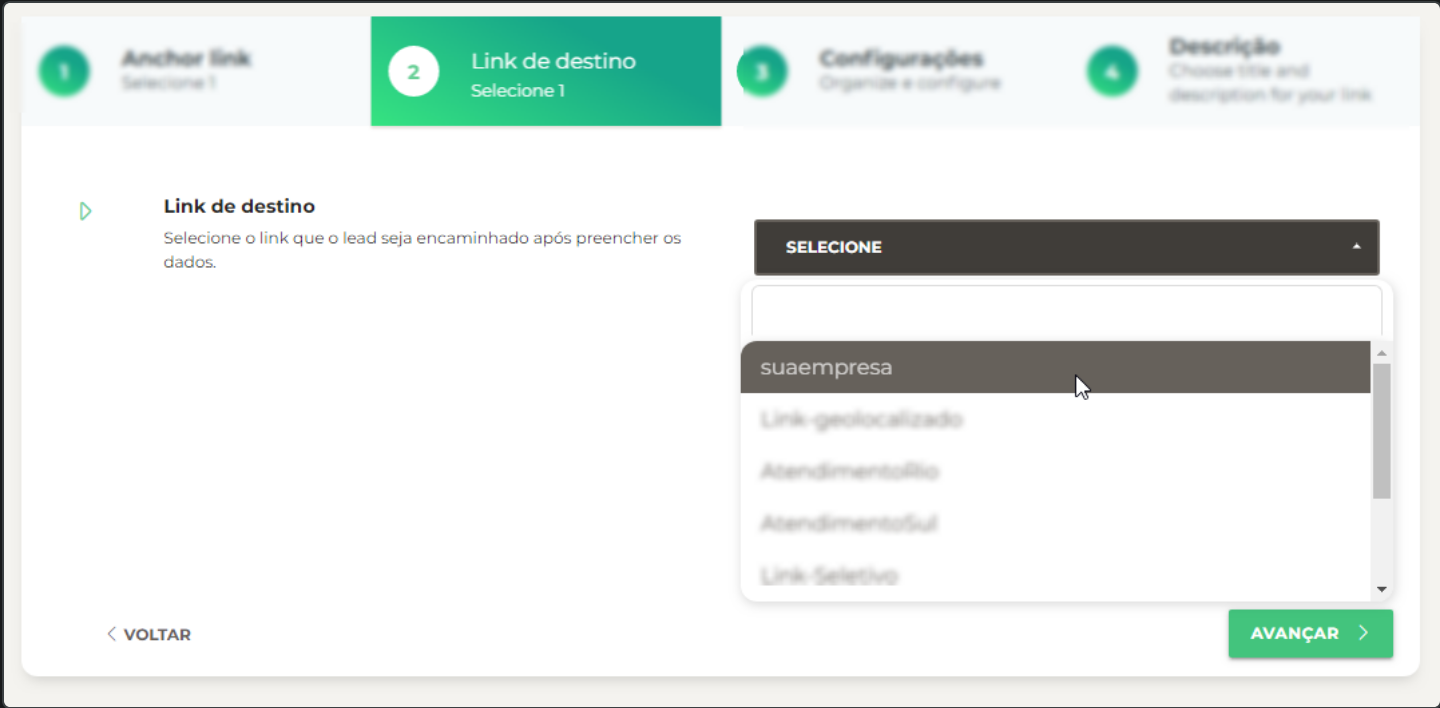 1
Anchor link
Selecione 1
2
Link de destino
Selecione 1
3
Configurações
Organize e configure
4
Descrição
Choose title and
description for your link
Link de destino
Selecione o link que o lead seja encaminhado após preencher os
dados.
SELECIONE
suaempresa
Link-geolocalizado
AtendimentoRio
AtendimentoSul
Link-Seletivo
VOLTAR
AVANÇAR